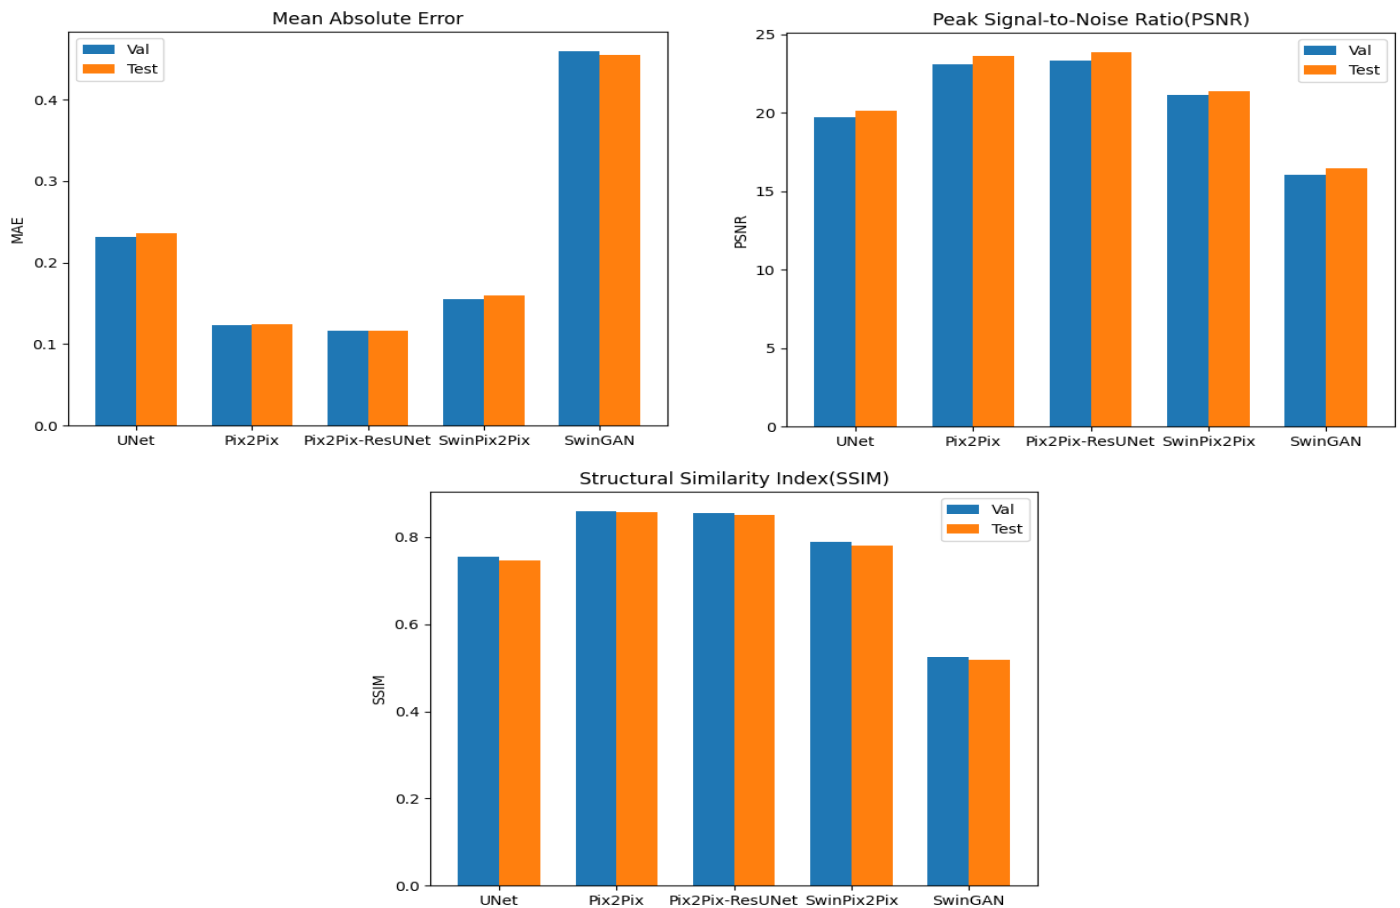 Mean Absolute Error
Val
Test
0.4
0.3
0.2
0.1
0.0
MAE
UNet Pix2Pix Pix2Pix-ResUNet SwinPix2Pix SwinGAN
Peak Signal-to-Noise Ratio(PSNR)
Val
Test
25
20
15
10
5
0
PSNR
UNet Pix2Pix Pix2Pix-ResUNet SwinPix2Pix SwinGAN
Structural Similarity Index(SSIM)
Val
Test
0.8
0.6
0.4
0.2
0.0
SSIM
UNet Pix2Pix Pix2Pix-ResUNet SwinPix2Pix SwinGAN